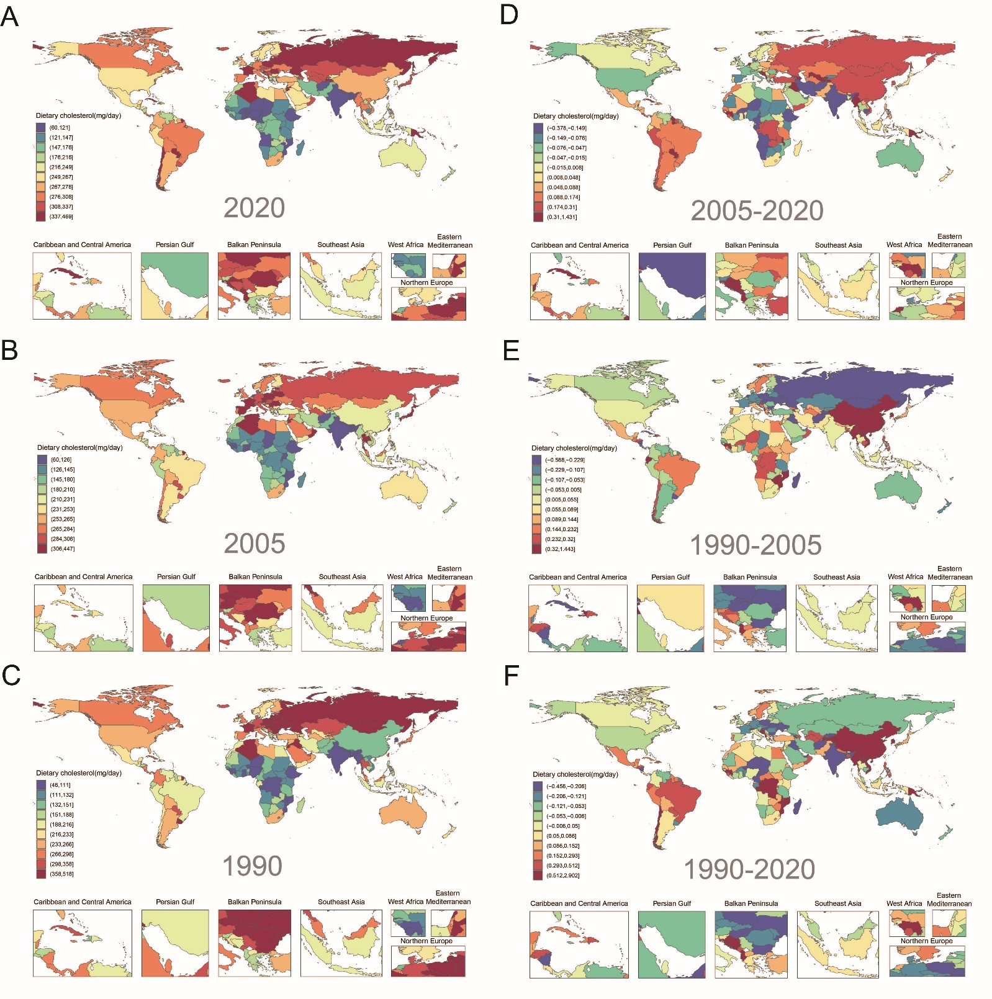 A
Dietary cholesterol(mg/day)
(60,121]
(121,147]
(147,176]
(176,216]
(216,249]
(249,267]
(267,276]
(276,308]
(308,337]
(337,469]
2020
Caribbean and Central America
Persian Gulf
Balkan Peninsula
Southeast Asia
West Africa
Eastern
Mediterranean
Northern Europe
D
Dietary cholesterol(mg/day)
(−0.378,−0.149]
(−0.149,−0.076]
(−0.076,−0.047]
(−0.047,−0.015]
(−0.015,0.008]
(0.008,0.048]
(0.048,0.088]
(0.088,0.174]
(0.174,0.31]
(0.31,1.431]
2005-2020
Caribbean and Central America
Persian Gulf
Balkan Peninsula
Southeast Asia
West Africa
Eastern
Mediterranean
Northern Europe
B
Dietary cholesterol(mg/day)
(60,126]
(126,145]
(145,180]
(180,210]
(210,231]
(231,253]
(253,265]
(265,284]
(284,306]
(306,447]
2005
Caribbean and Central America
Persian Gulf
Balkan Peninsula
Southeast Asia
West Africa
Eastern
Mediterranean
Northern Europe
E
Dietary cholesterol(mg/day)
(−0.568,−0.229]
(−0.229,−0.107]
(−0.107,−0.053]
(−0.053,0.005]
(0.005,0.055]
(0.055,0.089]
(0.089,0.144]
(0.144,0.232]
(0.232,0.32]
(0.32,1.443]
1990-2005
Caribbean and Central America
Persian Gulf
Balkan Peninsula
Southeast Asia
West Africa
Eastern
Mediterranean
Northern Europe
C
Dietary cholesterol(mg/day)
(46,111]
(111,132]
(132,151]
(151,188]
(188,216]
(216,233]
(233,266]
(266,298]
(298,358]
(358,518]
1990
Caribbean and Central America
Persian Gulf
Balkan Peninsula
Southeast Asia
West Africa
Eastern
Mediterranean
Northern Europe
F
Dietary cholesterol(mg/day)
(−0.456,−0.206]
(−0.206,−0.121]
(−0.121,−0.053]
(−0.053,−0.006]
(−0.006,0.05]
(0.05,0.086]
(0.086,0.152]
(0.152,0.293]
(0.293,0.512]
(0.512,2.902]
1990-2020
Caribbean and Central America
Persian Gulf
Balkan Peninsula
Southeast Asia
West Africa
Eastern
Mediterranean
Northern Europe